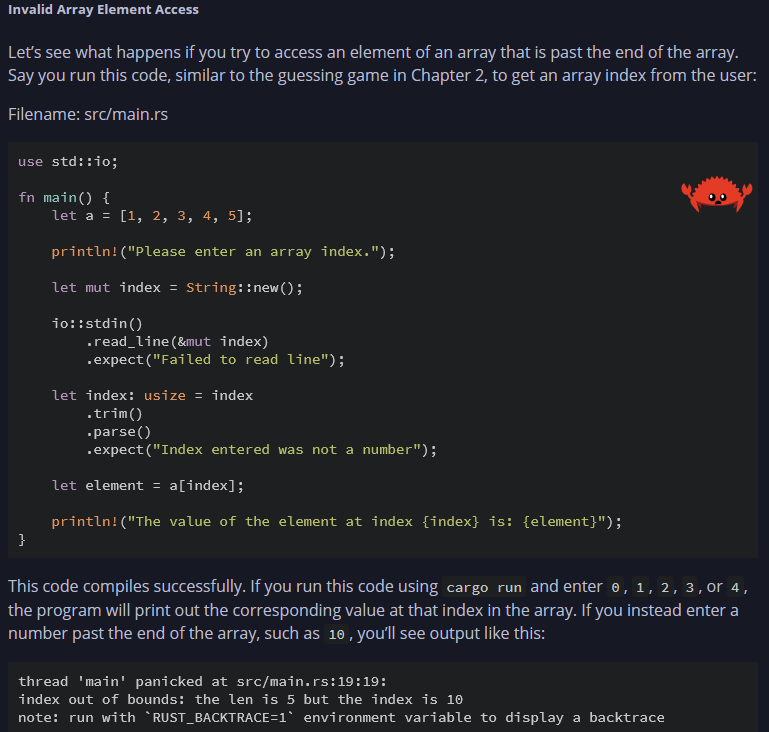 Invalid Array Element Access
Let’s see what happens if you try to access an element of an array that is past the end of the array.
Say you run this code, similar to the guessing game in Chapter 2, to get an array index from the user:
Filename: src/main.rs
use std::io;
fn main() {
    let a = [1, 2, 3, 4, 5];
    println!("Please enter an array index.");
    let mut index = String::new();
    io::stdin()
        .read_line(&mut index)
        .expect("Failed to read line");
    let index: usize = index
        .trim()
        .parse()
        .expect("Index entered was not a number");
    let element = a[index];
    println!("The value of the element at index {index} is: {element}");
}
This code compiles successfully. If you run this code using cargo run and enter 0, 1, 2, 3, or 4,
the program will print out the corresponding value at that index in the array. If you instead enter a
number past the end of the array, such as 10, you’ll see output like this:
thread 'main' panicked at src/main.rs:19:19:
index out of bounds: the len is 5 but the index is 10
note: run with `RUST_BACKTRACE=1` environment variable to display a backtrace